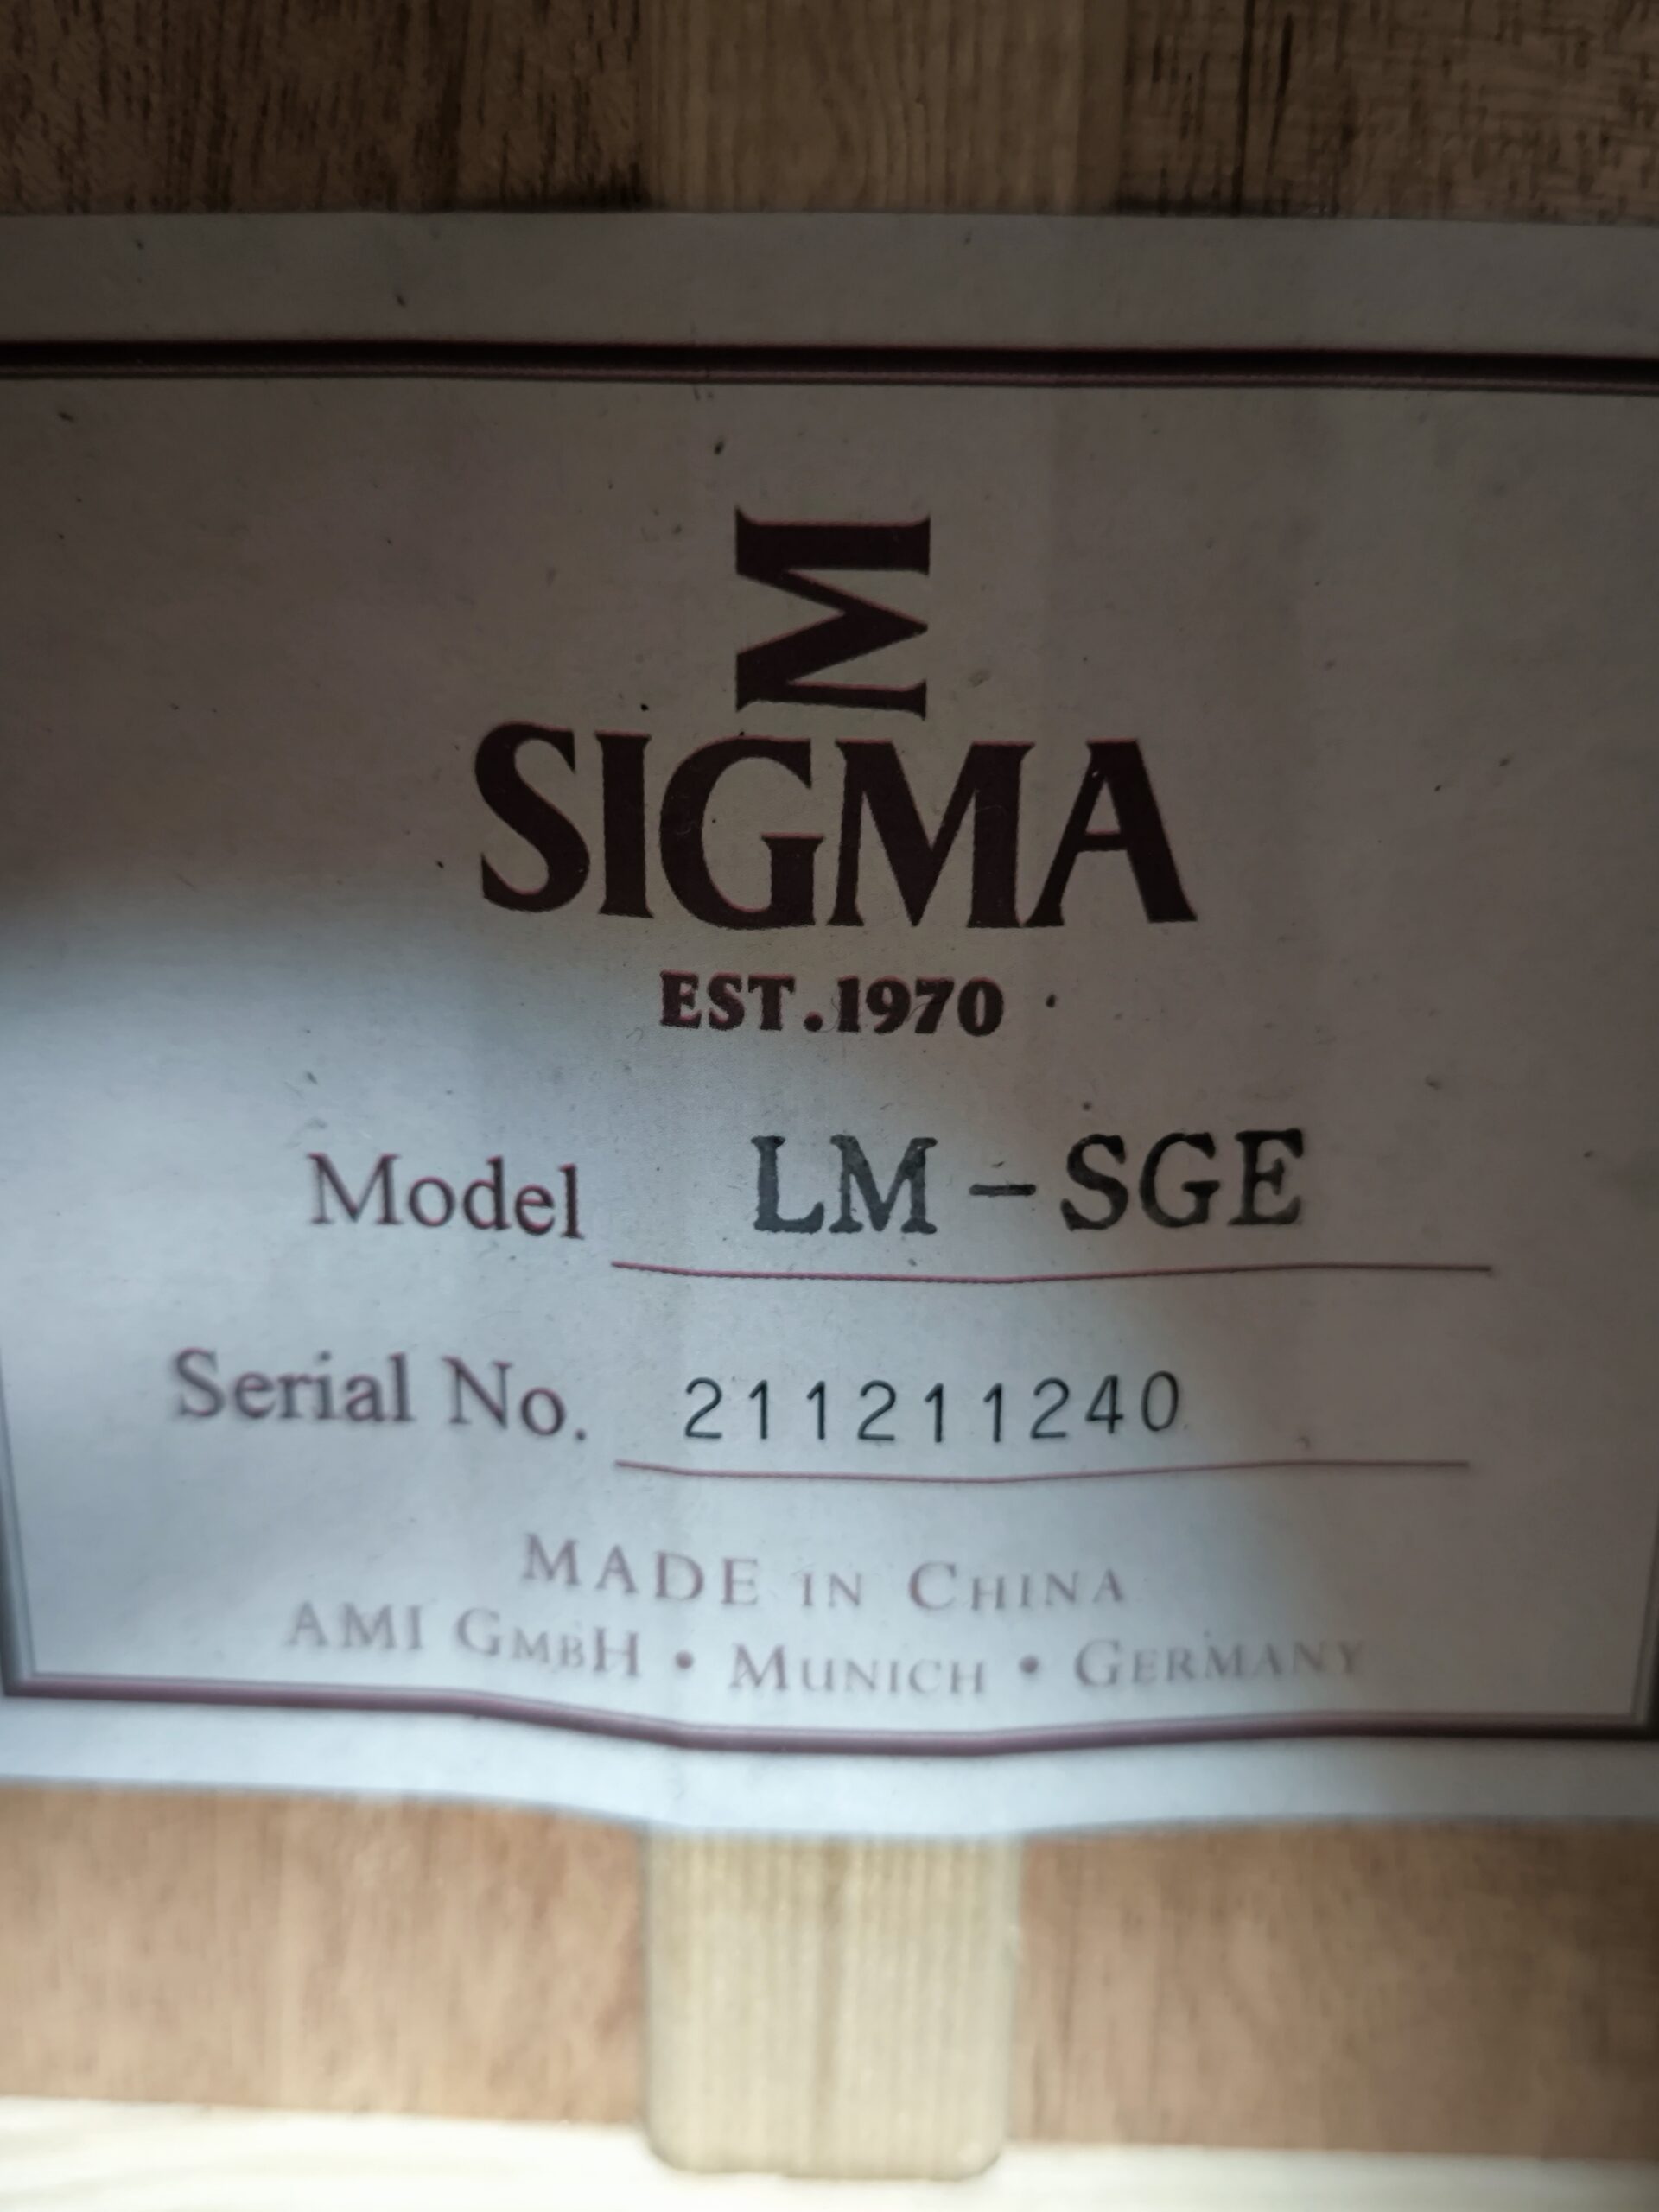 Σ
SIGMA
EST.1970
Model LM-SGE
Serial No. 211211240
MADE IN CHINA
AMI GMBH • MUNICH • GERMANY